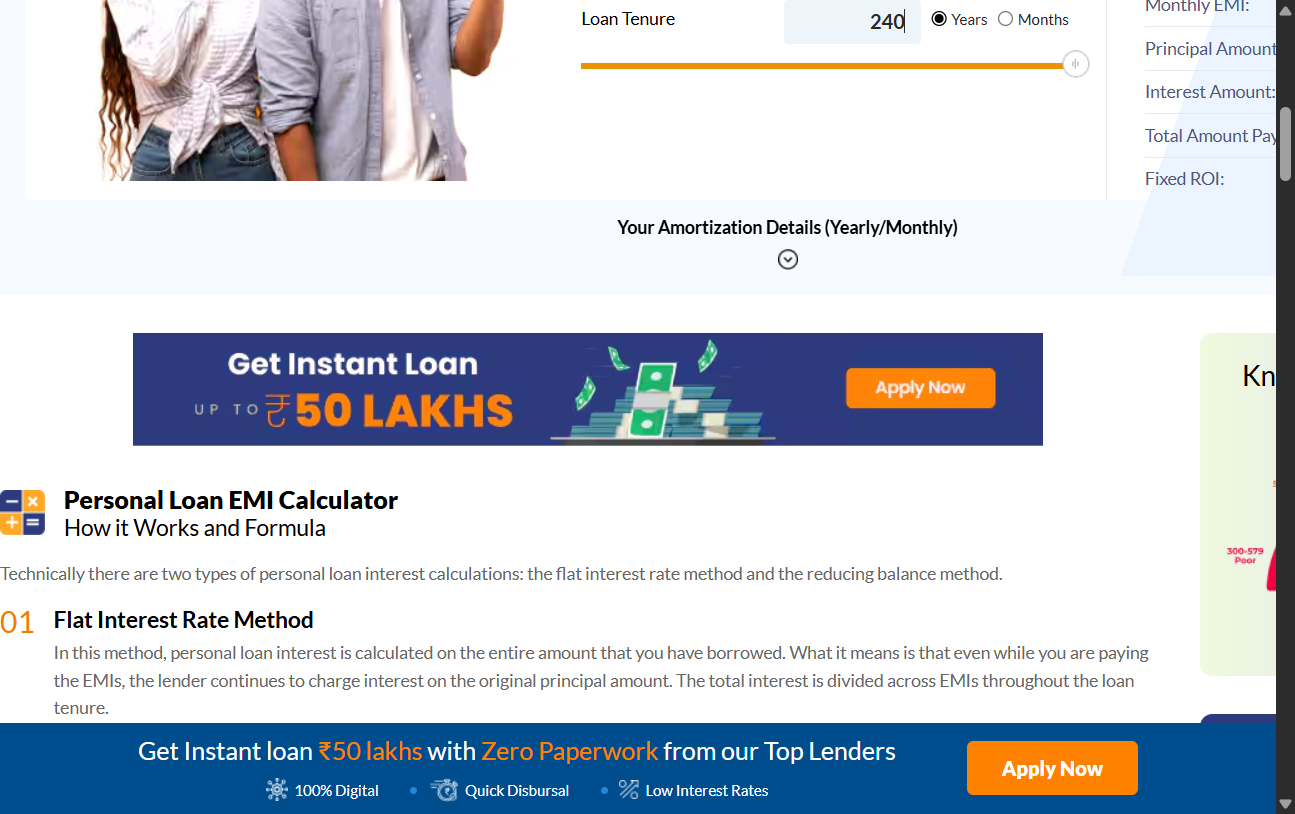 Monthly EMI:
Loan Tenure
240
Years
Months
Principal Amount
Interest Amount:
Total Amount Pay
Fixed ROI:
Your Amortization Details (Yearly/Monthly)
Get Instant Loan
UP TO ₹50 LAKHS
Apply Now
Kn
300-579
Poor
Personal Loan EMI Calculator
How it Works and Formula
Technically there are two types of personal loan interest calculations: the flat interest rate method and the reducing balance method.
01 Flat Interest Rate Method
In this method, personal loan interest is calculated on the entire amount that you have borrowed. What it means is that even while you are paying
the EMIs, the lender continues to charge interest on the original principal amount. The total interest is divided across EMIs throughout the loan
tenure.
Get Instant loan ₹50 lakhs with Zero Paperwork from our Top Lenders
100% Digital • Quick Disbursal • Low Interest Rates
Apply Now